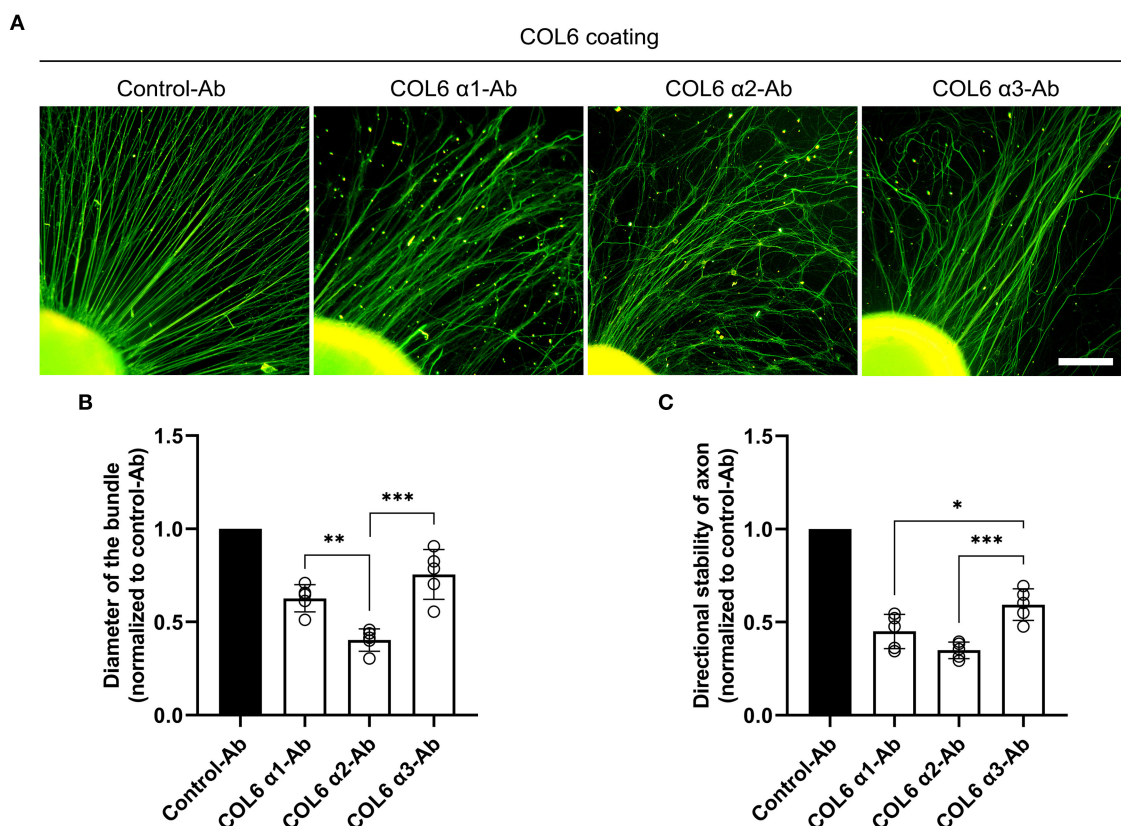 A
COL6 coating
Control-Ab
COL6 α1-Ab
COL6 α2-Ab
COL6 α3-Ab
B
Diameter of the bundle
(normalized to control-Ab)
1.5
1.0
0.5
0.0
**
***
Control-Ab
COL6 α1-Ab
COL6 α2-Ab
COL6 α3-Ab
C
Directional stability of axon
(normalized to control-Ab)
1.5
1.0
0.5
0.0
*
***
Control-Ab
COL6 α1-Ab
COL6 α2-Ab
COL6 α3-Ab